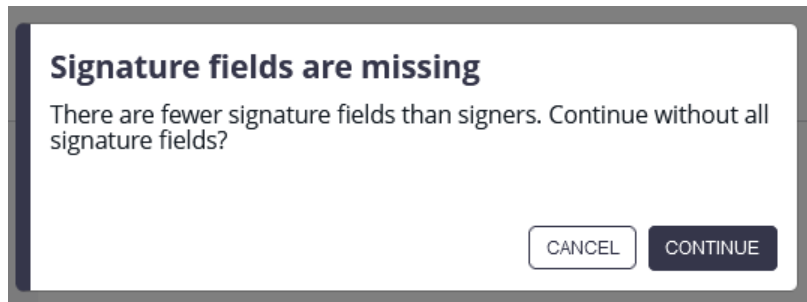 Signature fields are missing
There are fewer signature fields than signers. Continue without all
signature fields?
CANCEL
CONTINUE